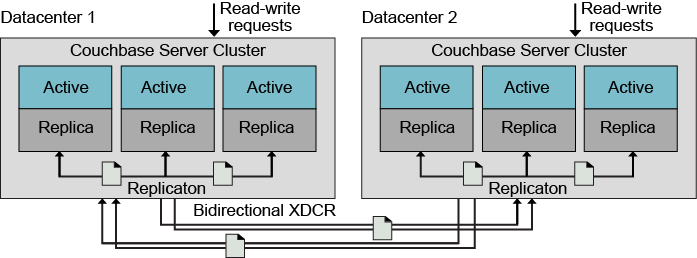 Datacenter 1
Read-write
requests
Couchbase Server Cluster
Active
Active
Active
Replica
Replica
Replica
Replicaton
Datacenter 2
Read-write
requests
Couchbase Server Cluster
Active
Active
Active
Replica
Replica
Replica
Replicaton
Bidirectional XDCR